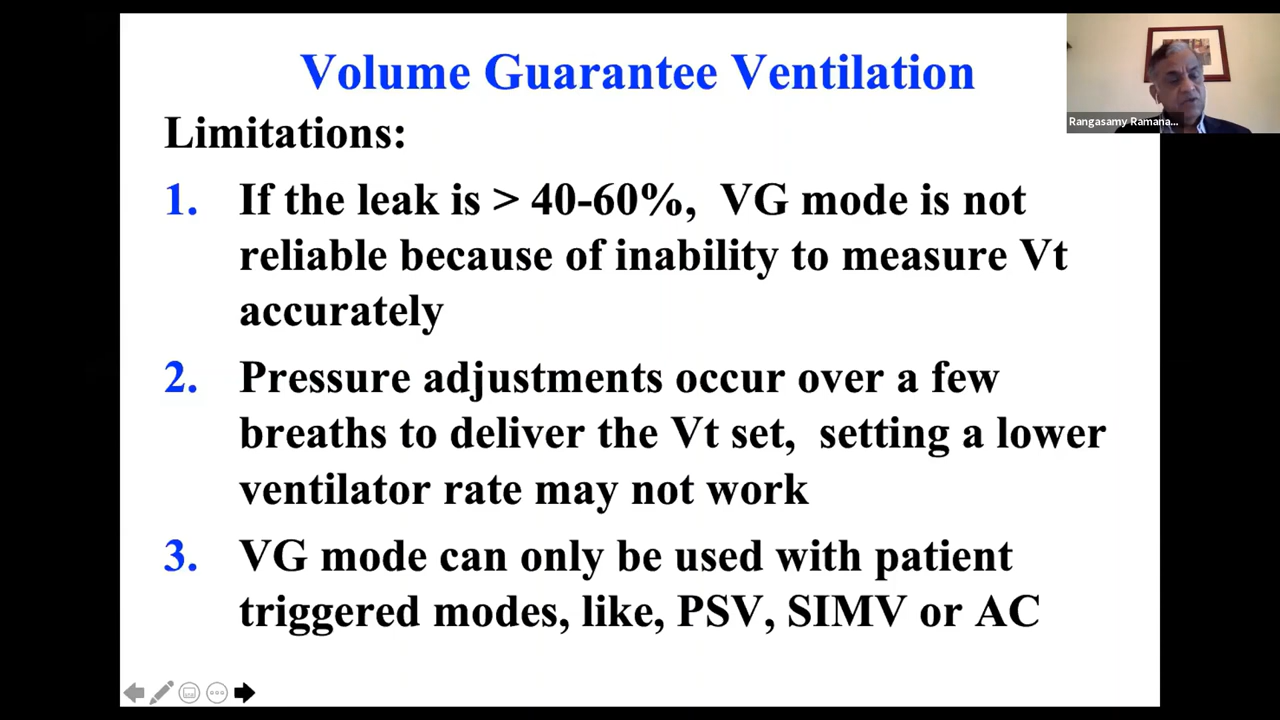 Volume Guarantee Ventilation
Rangasamy Ramana...
Limitations:
1. If the leak is > 40-60%, VG mode is not
reliable because of inability to measure Vt
accurately
2. Pressure adjustments occur over a few
breaths to deliver the Vt set, setting a lower
ventilator rate may not work
3. VG mode can only be used with patient
triggered modes, like, PSV, SIMV or AC